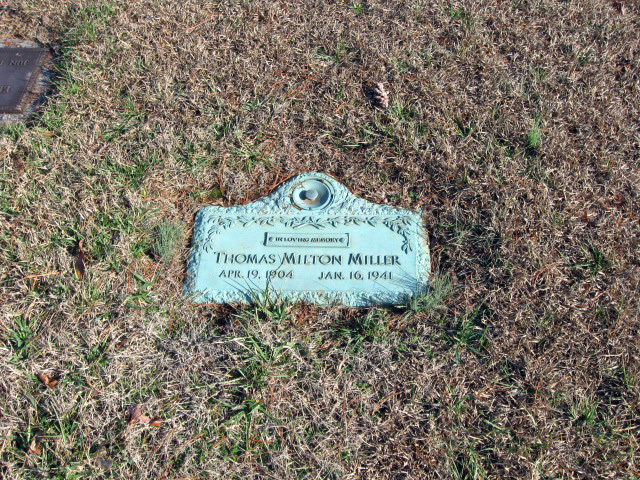 IN LOVING MEMORY
THOMAS MILTON MILLER
APR. 19, 1904 JAN. 16, 1941